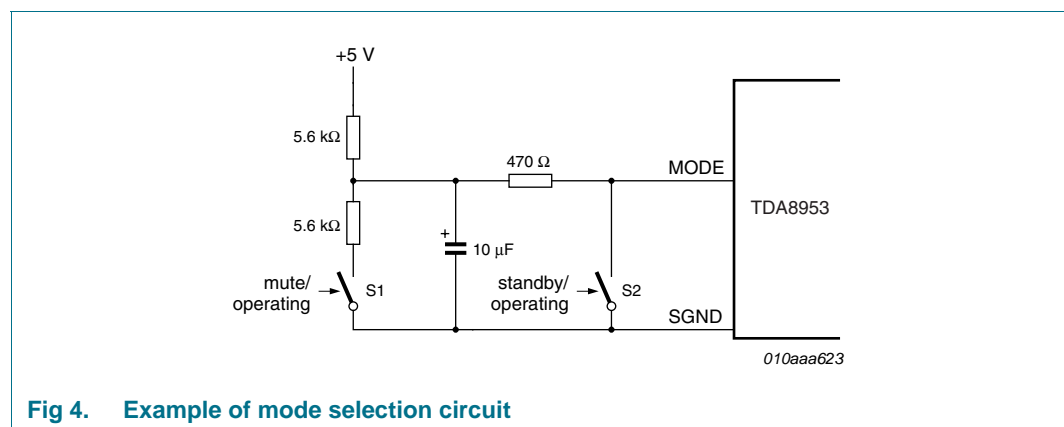 +5 V
5.6 kΩ
470 Ω
MODE
TDA8953
5.6 kΩ
+
10 μF
mute/
operating
S1
standby/
operating
S2
SGND
010aaa623
Fig 4. Example of mode selection circuit